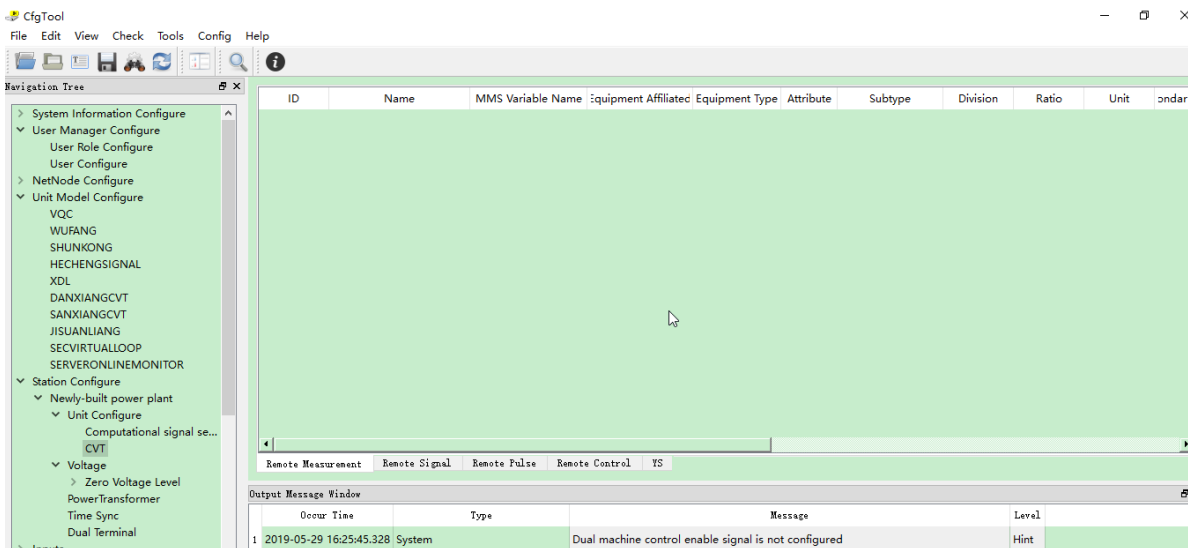 CfgTool
File Edit View Check Tools Config Help
Navigation Tree
System Information Configure
User Manager Configure
User Role Configure
User Configure
NetNode Configure
Unit Model Configure
VQC
WUFANG
SHUNKONG
HECHENGSIGNAL
XDL
DANXIANGCVT
SANXIANGCVT
JISUANLIANG
SECVIRTUALLOOP
SERVERONLINEMONITOR
Station Configure
Newly-built power plant
Unit Configure
Computational signal se...
CVT
Voltage
Zero Voltage Level
PowerTransformer
Time Sync
Dual Terminal
ID Name MMS Variable Name Equipment Affiliated Equipment Type Attribute Subtype Division Ratio Unit
Remote Measurement Remote Signal Remote Pulse Remote Control YS
Output Message Window
Occur Time Type Message Level
1 2019-05-29 16:25:45.328 System Dual machine control enable signal is not configured Hint